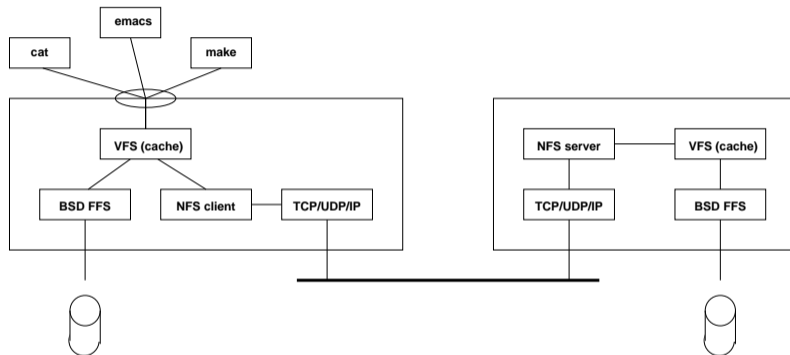 emacs
cat
make
VFS (cache)
NFS server
VFS (cache)
BSD FFS
NFS client
TCP/UDP/IP
TCP/UDP/IP
BSD FFS